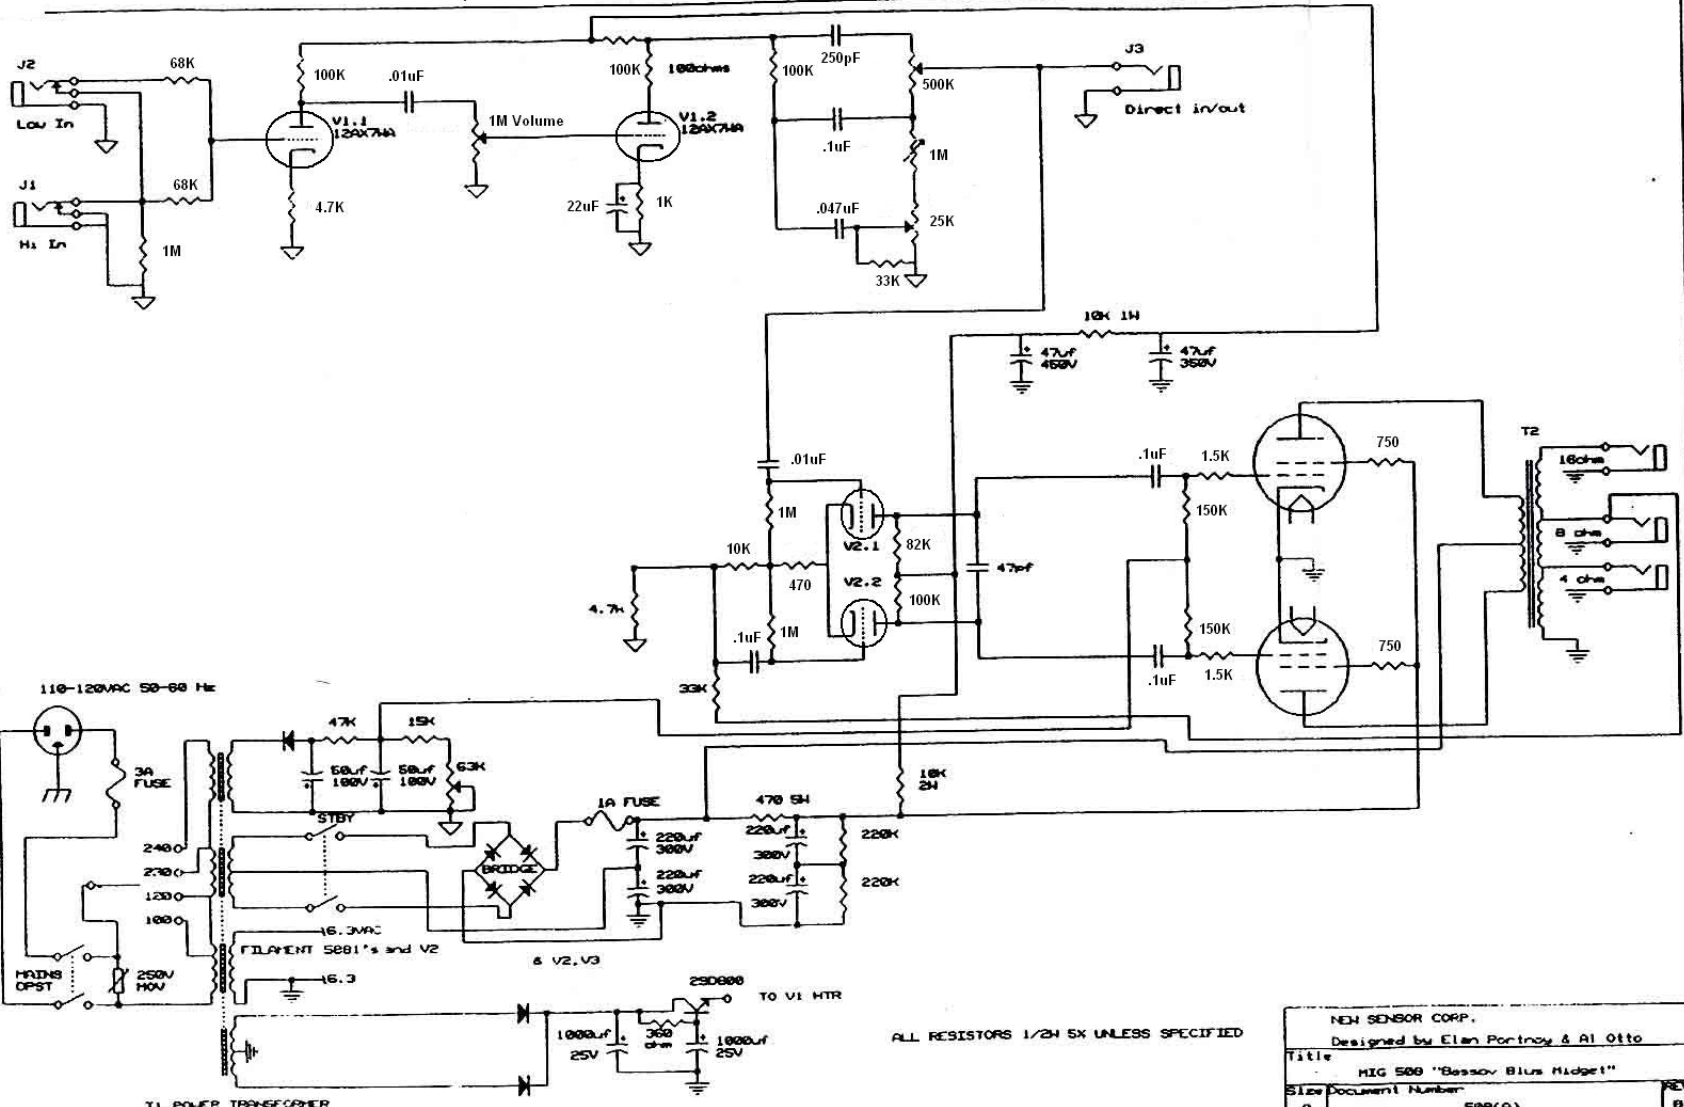 J2
68K
Low In
J1
68K
Hi In
1M
100K
.01uF
V1.1
12AX7WA
4.7K
1M Volume
100K
100ohms
V1.2
12AX7WA
22uF
1K
100K
250pF
500K
.1uF
1M
.047uF
25K
33K
J3
Direct in/out
10K 1W
47uf
450V
47uf
350V
.01uF
1M
10K
470
V2.1
V2.2
82K
100K
47pf
4.7K
.1uF
1M
33K
.1uF
1.5K
150K
150K
.1uF
1.5K
750
750
T2
16ohm
8 ohm
4 ohm
110-120VAC 50-60 Hz
3A
FUSE
47K
15K
50uf
100V
50uf
100V
63K
STBY
1A FUSE
BRIDGE
220uf
300V
220uf
300V
470 5W
220uf
300V
220uf
300V
220K
220K
10K
2W
240
230
120
100
MAINS
DPST
250V
MOV
6.3VAC
FILAMENT 5881's and V2
6.3
& V2,V3
2SD800
TO V1 HTR
1000uf
25V
360
ohm
1000uf
25V
T1 POWER TRANSFORMER
ALL RESISTORS 1/2W 5% UNLESS SPECIFIED
NEW SENSOR CORP.
Designed by Elan Portnoy & Al Otto
Title
MIG 50B "Bassov Blus Midget"
Size Document Number
REV